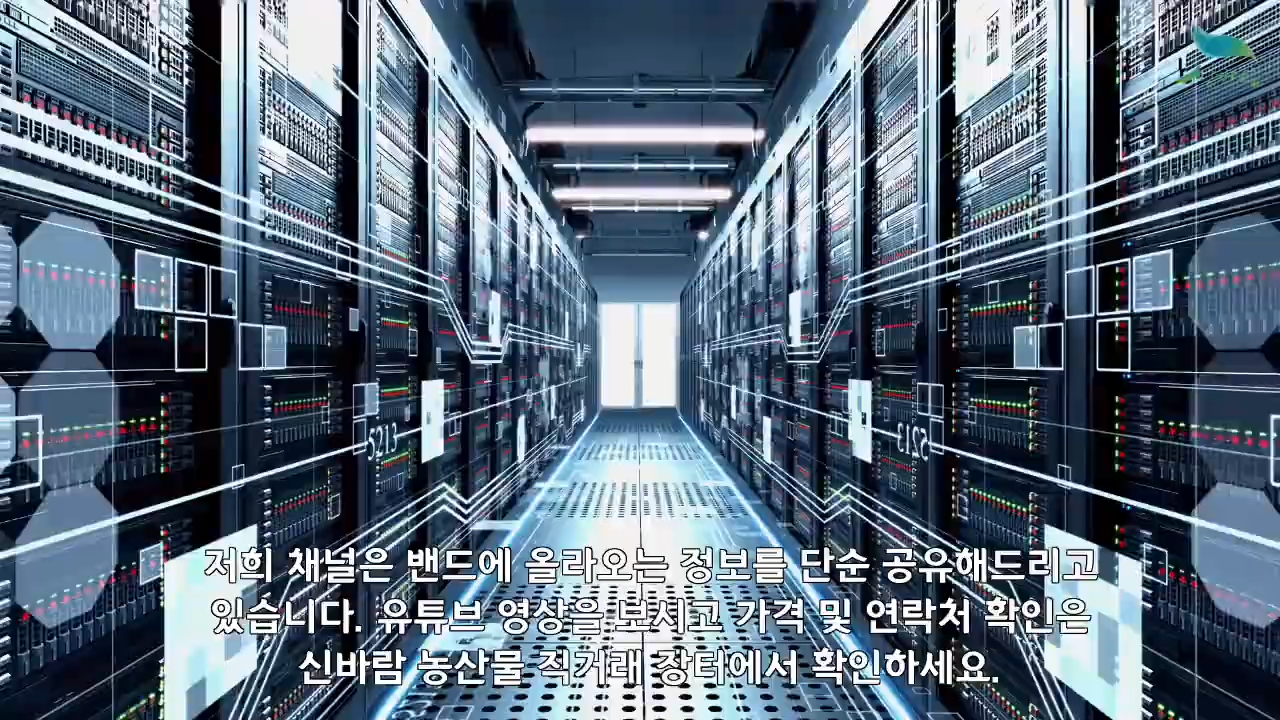 5213
저희 채널은 밴드에 올라오는 정보를 단순 공유해드리고
있습니다. 유튜브 영상을 보시고 가격 및 연락처 확인은
신바람 농산물 직거래 장터에서 확인하세요.